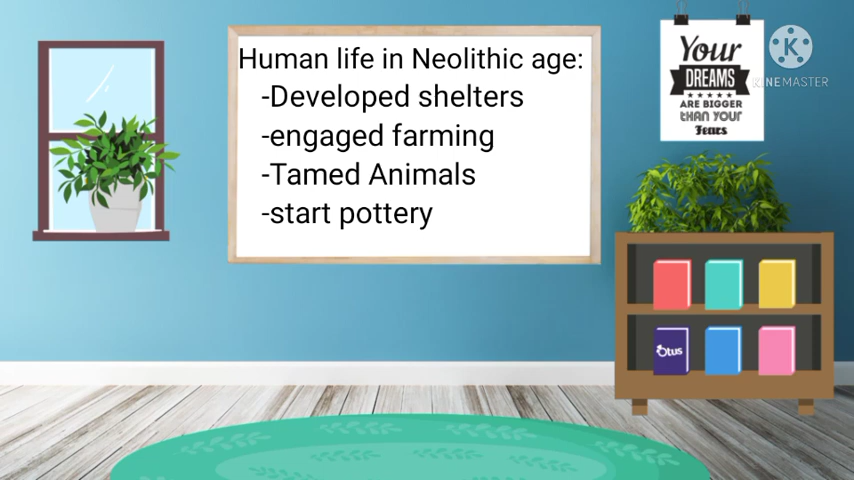 Human life in Neolithic age:
-Developed shelters
-engaged farming
-Tamed Animals
-start pottery
Your
DREAMS
ARE BIGGER
THAN YOUR
Fears
KINEMASTER
Otus